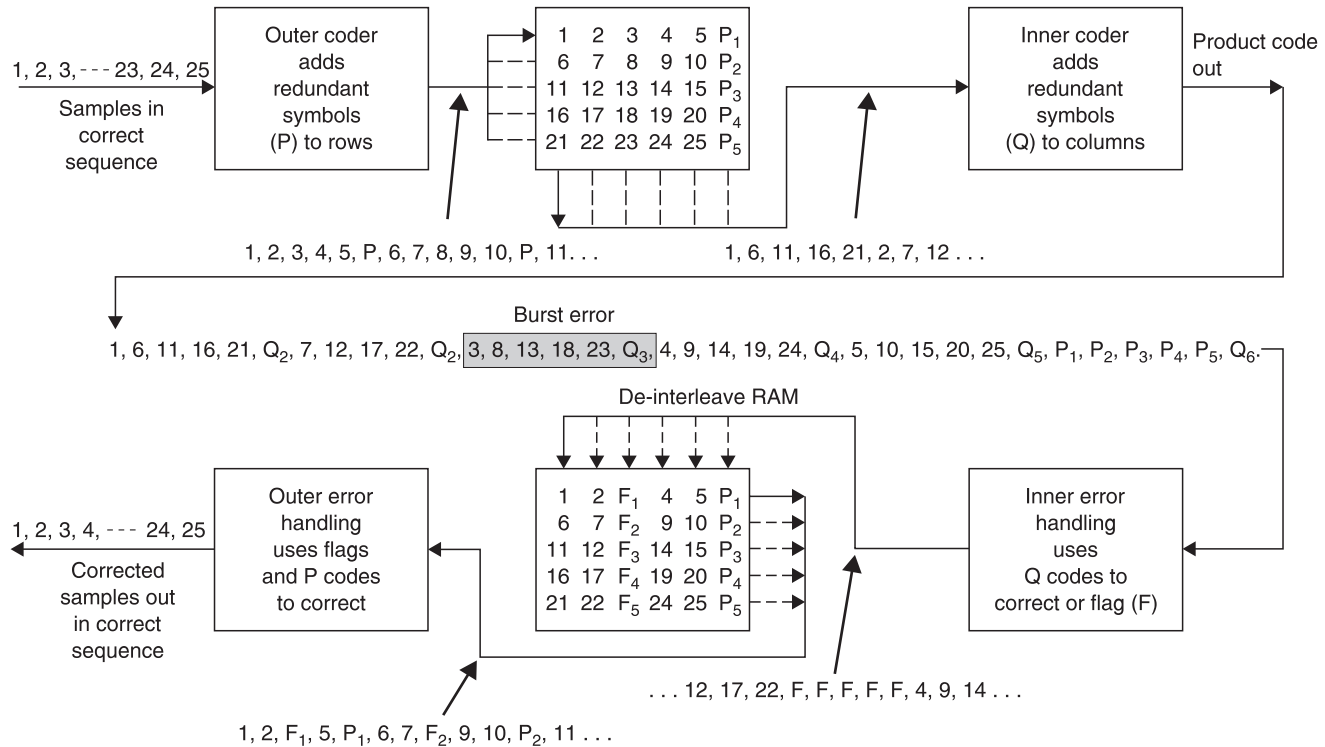 1, 2, 3, --- 23, 24, 25
Samples in
correct
sequence
Outer coder
adds
redundant
symbols
(P) to rows
1 2 3 4 5 P1
6 7 8 9 10 P2
11 12 13 14 15 P3
16 17 18 19 20 P4
21 22 23 24 25 P5
Inner coder
adds
redundant
symbols
(Q) to columns
Product code
out
1, 2, 3, 4, 5, P, 6, 7, 8, 9, 10, P, 11. . .
1, 6, 11, 16, 21, 2, 7, 12 . . .
Burst error
1, 6, 11, 16, 21, Q2, 7, 12, 17, 22, Q2, 3, 8, 13, 18, 23, Q3, 4, 9, 14, 19, 24, Q4, 5, 10, 15, 20, 25, Q5, P1, P2, P3, P4, P5, Q6.
De-interleave RAM
1, 2, 3, 4, --- 24, 25
Corrected
samples out
in correct
sequence
Outer error
handling
uses flags
and P codes
to correct
1 2 F1 4 5 P1
6 7 F2 9 10 P2
11 12 F3 14 15 P3
16 17 F4 19 20 P4
21 22 F5 24 25 P5
Inner error
handling
uses
Q codes to
correct or flag (F)
. . . 12, 17, 22, F, F, F, F, F, 4, 9, 14 . . .
1, 2, F1, 5, P1, 6, 7, F2, 9, 10, P2, 11 . . .